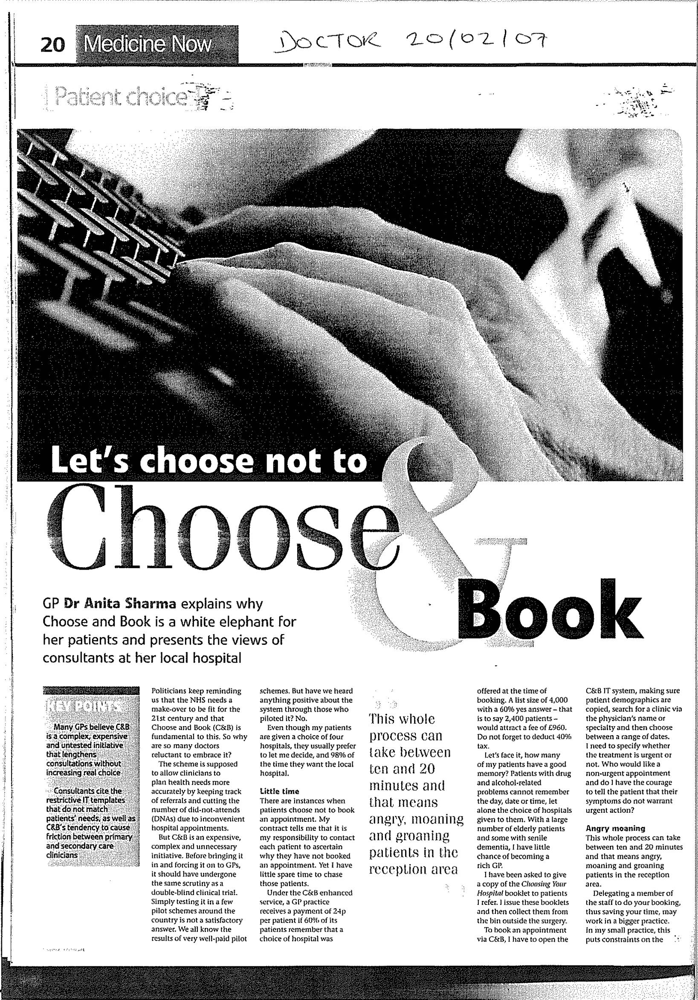 20 Medicine Now
DOCTOR 20/02/07
Patient choice
Let's choose not to
Choose
&
Book
GP Dr Anita Sharma explains why
Choose and Book is a white elephant for
her patients and presents the views of
consultants at her local hospital
KEY POINTS
Many GPs believe C&B
is a complex, expensive
and untested initiative
that lengthens
consultations without
increasing real choice
Consultants cite the
restrictive IT templates
that do not match
patients' needs, as well as
C&B's tendency to cause
friction between primary
and secondary care
clinicians
Politicians keep reminding
us that the NHS needs a
make-over to be fit for the
21st century and that
Choose and Book (C&B) is
fundamental to this. So why
are so many doctors
reluctant to embrace it?
The scheme is supposed
to allow clinicians to
plan health needs more
accurately by keeping track
of referrals and cutting the
number of did-not-attends
(DNAs) due to inconvenient
hospital appointments.
But C&B is an expensive,
complex and unnecessary
initiative. Before bringing it
in and forcing it on to GPs,
it should have undergone
the same scrutiny as a
double-blind clinical trial.
Simply testing it in a few
pilot schemes around the
country is not a satisfactory
answer. We all know the
results of very well-paid pilot
schemes. But have we heard
anything positive about the
system through those who
piloted it? No.
Even though my patients
are given a choice of four
hospitals, they usually prefer
to let me decide, and 98% of
the time they want the local
hospital.
Little time
There are instances when
patients choose not to book
an appointment. My
contract tells me that it is
my responsibility to contact
each patient to ascertain
why they have not booked
an appointment. Yet I have
little spare time to chase
those patients.
Under the C&B enhanced
service, a GP practice
receives a payment of 24p
per patient if 60% of its
patients remember that a
choice of hospital was
This whole
process can
take between
ten and 20
minutes and
that means
angry, moaning
and groaning
patients in the
reception area
offered at the time of
booking. A list size of 4,000
with a 60% yes answer – that
is to say 2,400 patients –
would attract a fee of £960.
Do not forget to deduct 40%
tax.
Let's face it, how many
of my patients have a good
memory? Patients with drug
and alcohol-related
problems cannot remember
the day, date or time, let
alone the choice of hospitals
given to them. With a large
number of elderly patients
and some with senile
dementia, I have little
chance of becoming a
rich GP.
I have been asked to give
a copy of the Choosing Your
Hospital booklet to patients
I refer. I issue these booklets
and then collect them from
the bin outside the surgery.
To book an appointment
via C&B, I have to open the
C&B IT system, making sure
patient demographics are
copied, search for a clinic via
the physician's name or
specialty and then choose
between a range of dates.
I need to specify whether
the treatment is urgent or
not. Who would like a
non-urgent appointment
and do I have the courage
to tell the patient that their
symptoms do not warrant
urgent action?
Angry moaning
This whole process can take
between ten and 20 minutes
and that means angry,
moaning and groaning
patients in the reception
area.
Delegating a member of
the staff to do your booking,
thus saving your time, may
work in a bigger practice.
In my small practice, this
puts constraints on the